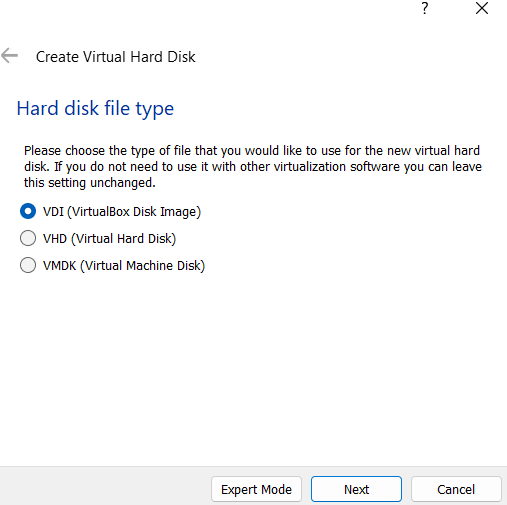 ?
Create Virtual Hard Disk
Hard disk file type
Please choose the type of file that you would like to use for the new virtual hard
disk. If you do not need to use it with other virtualization software you can leave
this setting unchanged.
VDI (VirtualBox Disk Image)
VHD (Virtual Hard Disk)
VMDK (Virtual Machine Disk)
Expert Mode Next Cancel